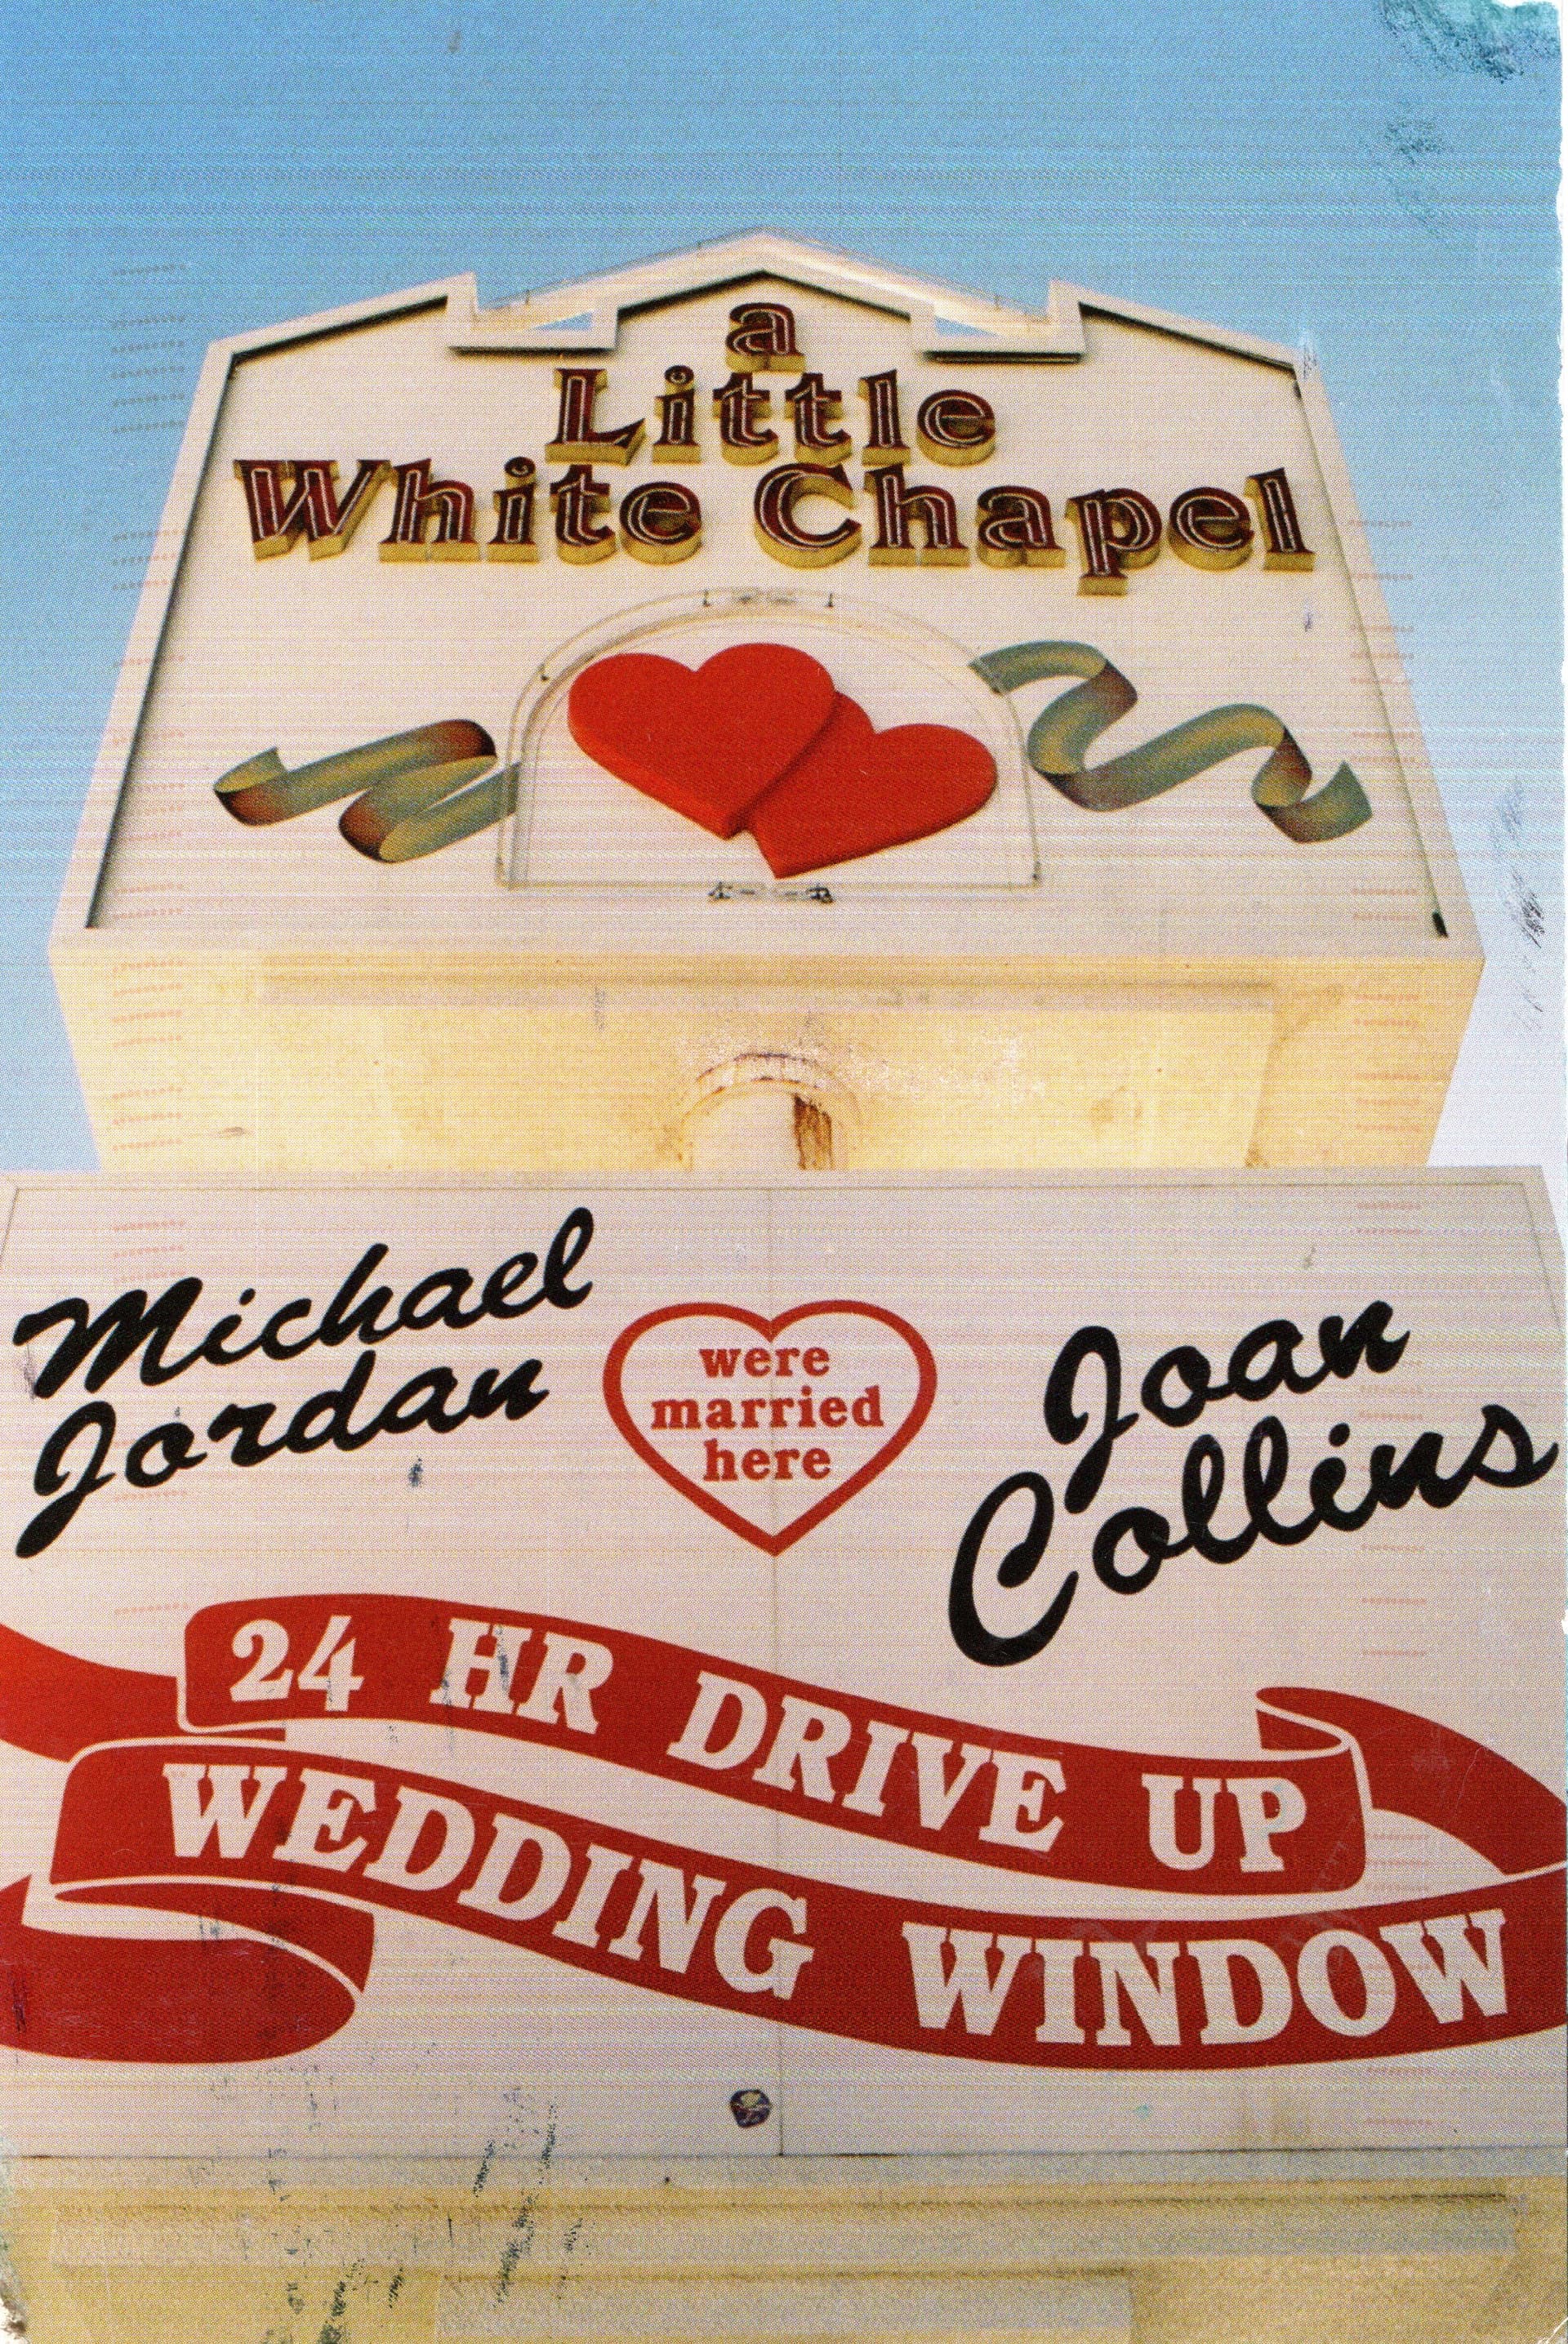 a
Little
White Chapel
Michael
Jordan
were
married
here
Joan
Collins
24 HR DRIVE UP
WEDDING WINDOW